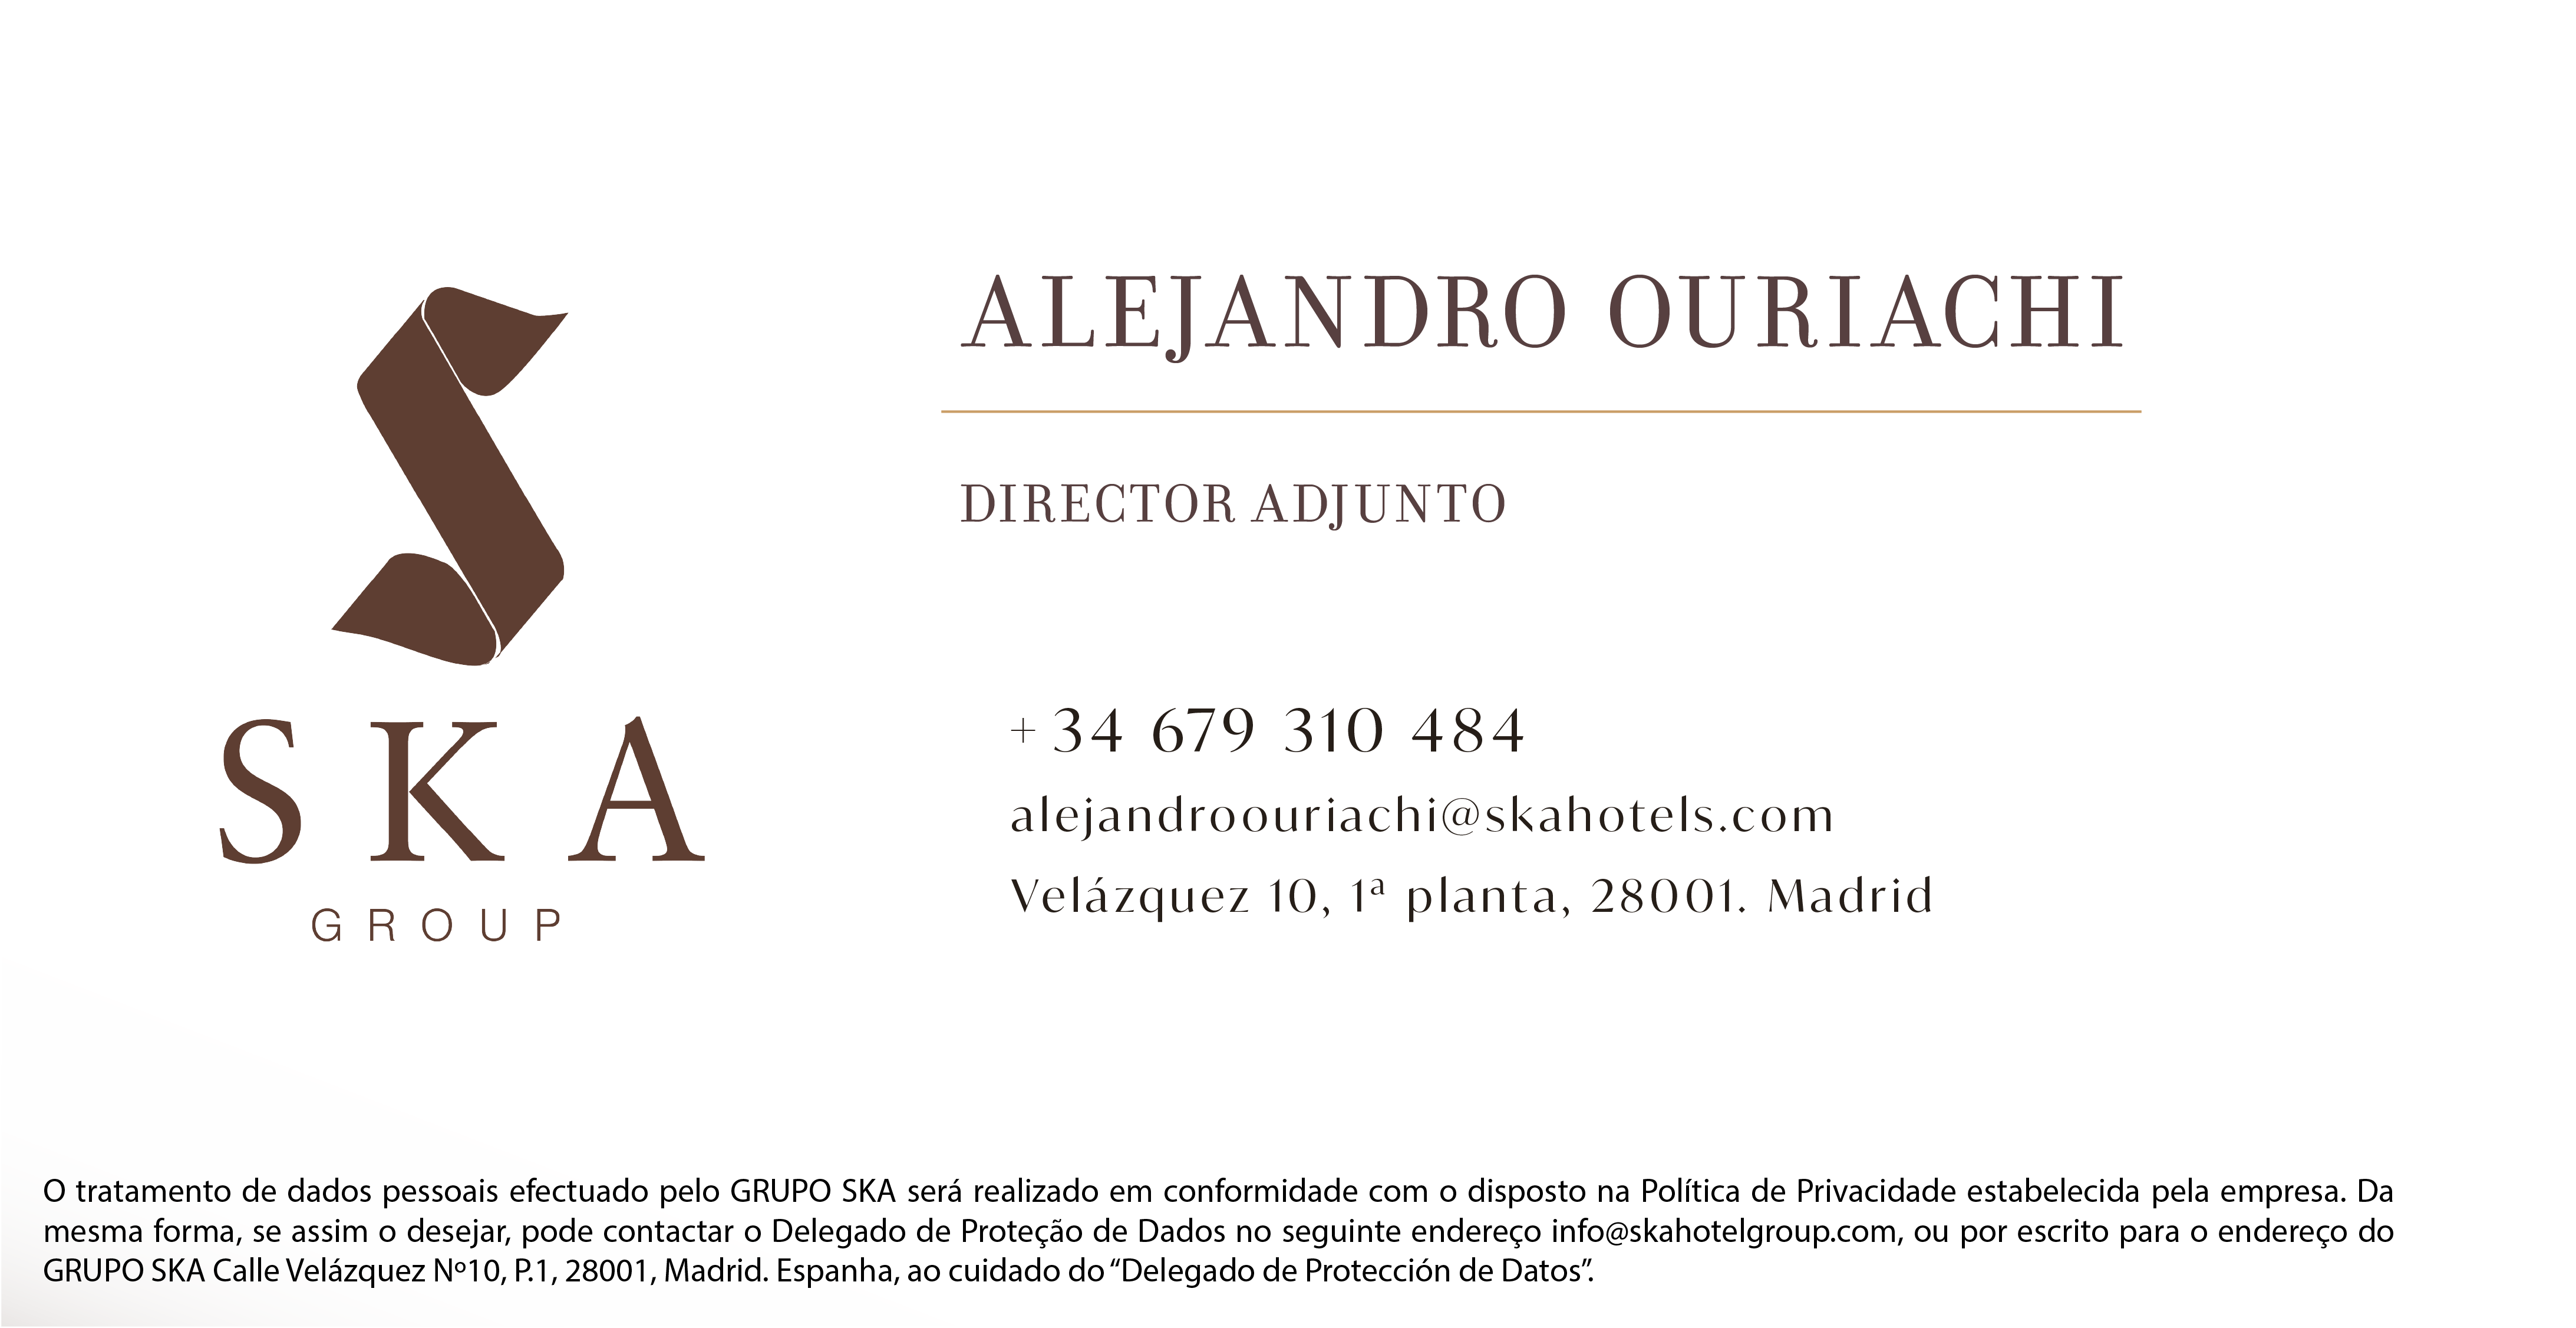 SKA
GROUP
ALEJANDRO OURIACHI
DIRECTOR ADJUNTO
+34 679 310 484
alejandroouriachi@skahotels.com
Velázquez 10, 1ª planta, 28001. Madrid
O tratamento de dados pessoais efectuado pelo GRUPO SKA será realizado em conformidade com o disposto na Política de Privacidade estabelecida pela empresa. Da
mesma forma, se assim o desejar, pode contactar o Delegado de Proteção de Dados no seguinte endereço info@skahotelgroup.com, ou por escrito para o endereço do
GRUPO SKA Calle Velázquez Nº10, P.1, 28001, Madrid. Espanha, ao cuidado do “Delegado de Protección de Datos”.